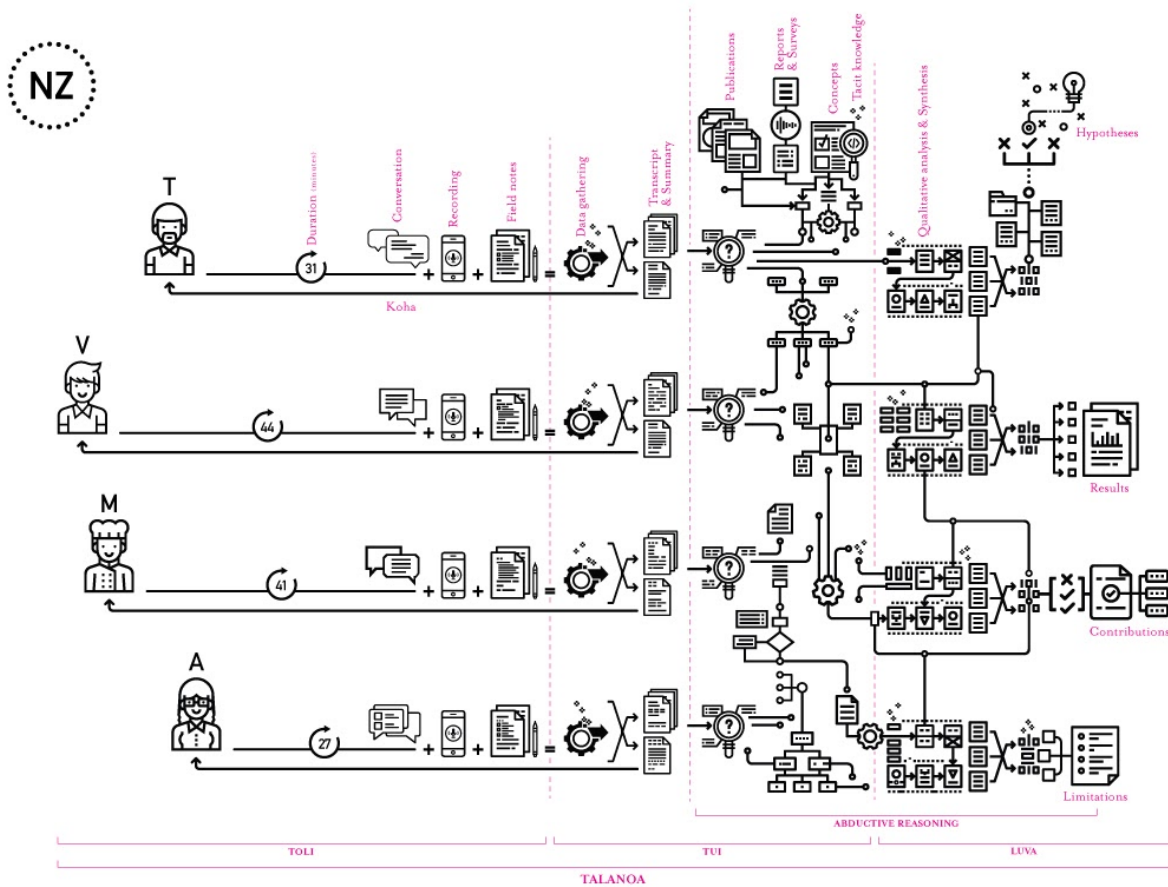 NZ
Publications
Reports
& Surveys
Concepts
Tacit knowledge
Qualitative analysis & Synthesis
Hypotheses
Duration (minutes)
Conversation
Recording
Field notes
Data gathering
Transcript
& Summary
T
31
+
+
=
?
Koha
V
44
+
+
=
?
Results
M
41
+
+
=
?
Contributions
A
27
+
+
=
?
Limitations
ABDUCTIVE REASONING
TOLI
TUI
LUVA
TALANOA